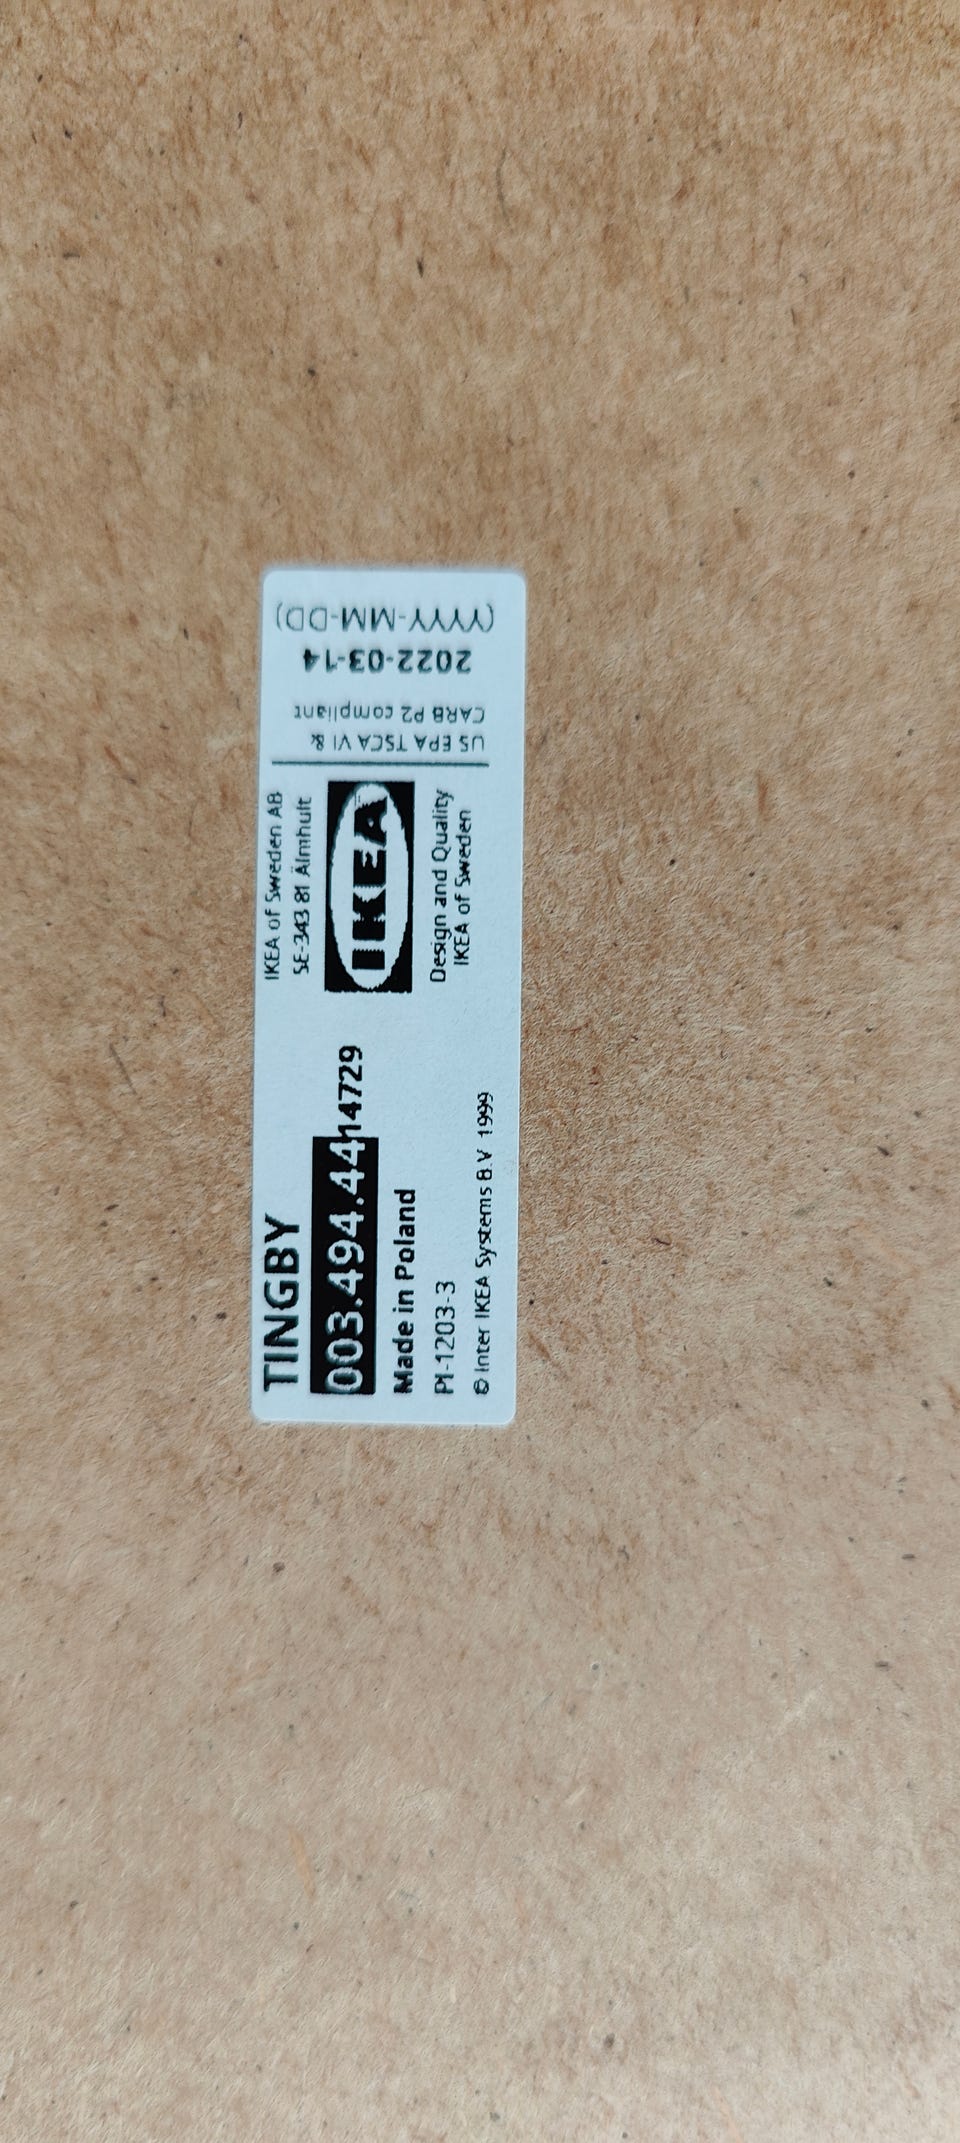 TINGBY
003.494.44 14729
Made in Poland
PI-1203-3
© Inter IKEA Systems B.V 1999
IKEA of Sweden AB
SE-343 81 Älmhult
IKEA
Design and Quality
IKEA of Sweden
US EPA TSCA VI &
CARB P2 compliant
2022-03-14
(YYYY-MM-DD)